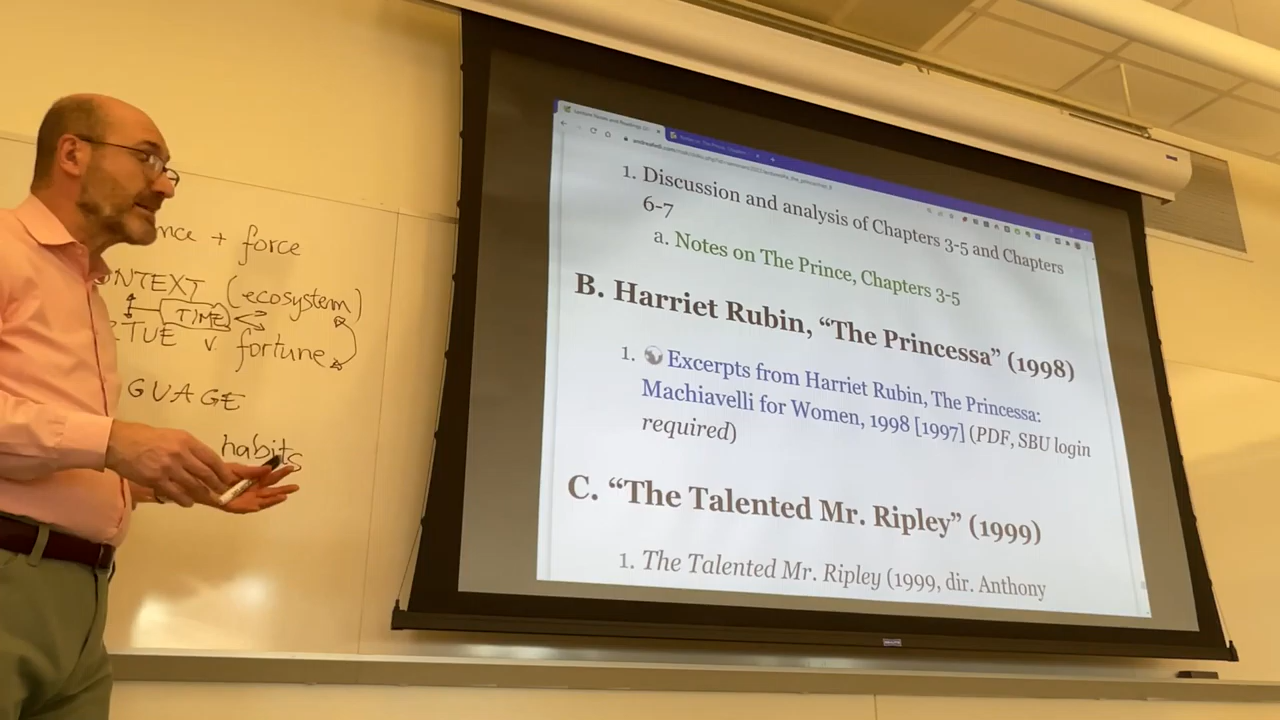 nce + force
ONTEXT (ecosystem)
TIME
RTUE v. fortune
GUAGE
habits
1. Discussion and analysis of Chapters 3-5 and Chapters
6-7
a. Notes on The Prince, Chapters 3-5
B. Harriet Rubin, “The Princessa” (1998)
1. Excerpts from Harriet Rubin, The Princessa:
Machiavelli for Women, 1998 [1997] (PDF, SBU login
required)
C. “The Talented Mr. Ripley” (1999)
1. The Talented Mr. Ripley (1999, dir. Anthony